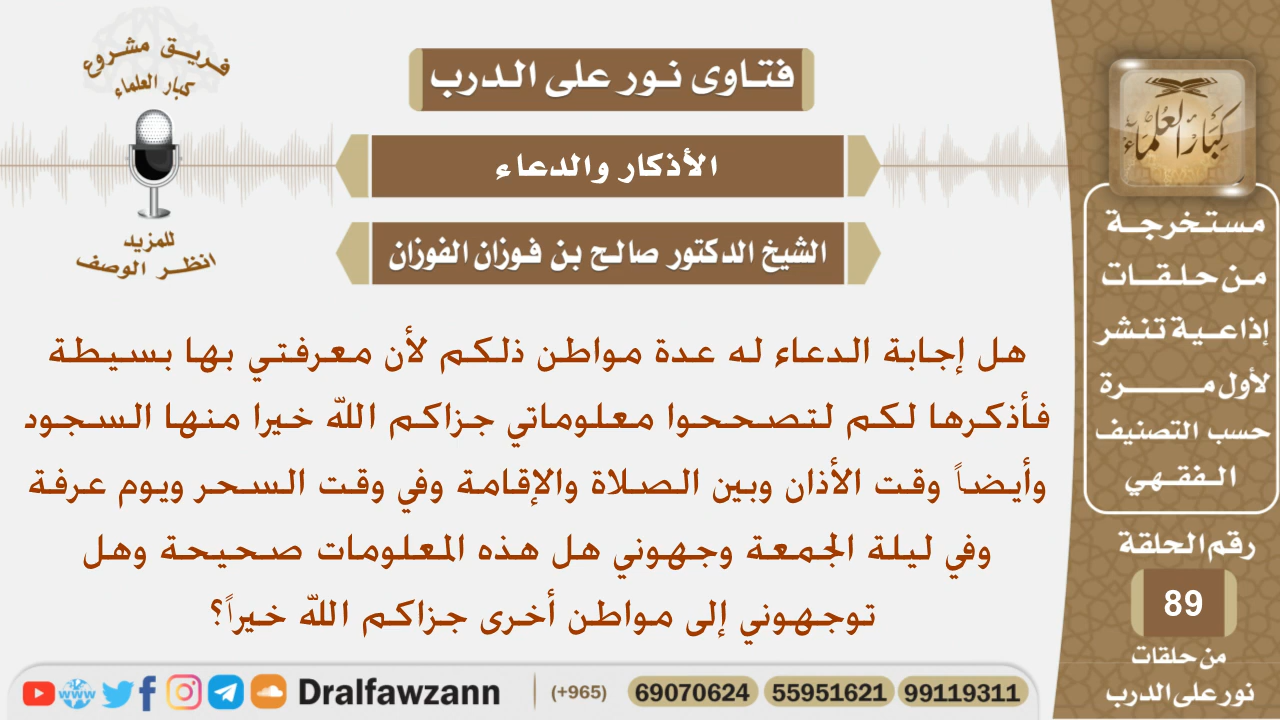 فريق مشروع
كبار العلماء
للمزيد
انظر الوصف
فتاوى نور على الدرب
الأذكار والدعاء
الشيخ الدكتور صالح بن فوزان الفوزان
هل إجابة الدعاء له عدة مواطن ذلكم لأن معرفتي بها بسيطة
فأذكرها لكم لتصححوا معلوماتي جزاكم الله خيرا منها السجود
وأيضاً وقت الأذان وبين الصلاة والإقامة وفي وقت السحر ويوم عرفة
وفي ليلة الجمعة وجهوني هل هذه المعلومات صحيحة وهل
توجهوني إلى مواطن أخرى جزاكم الله خيراً؟
كبار العلماء
مستخرجة
من حلقات
إذاعية تنشر
لأول مرة
حسب التصنيف
الفقهي
رقم الحلقة
89
من حلقات
نور على الدرب
www
Dralfawzann
(+965) 69070624 55951621 99119311